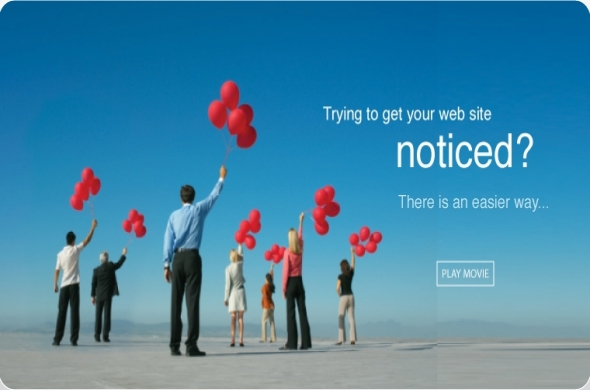 Trying to get your web site
noticed?
There is an easier way...
PLAY MOVIE